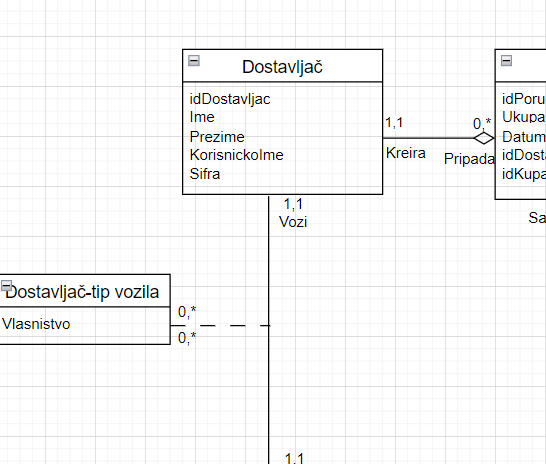 Dostavljač
idDostavljac
Ime
Prezime
KorisnickoIme
Sifra
1,1
Kreira
0,*
Pripada
idPoru
Ukupa
Datum
idDosta
idKupa
Sa
1,1
Vozi
Dostavljač-tip vozila
Vlasnistvo
0,*
0,*
1,1